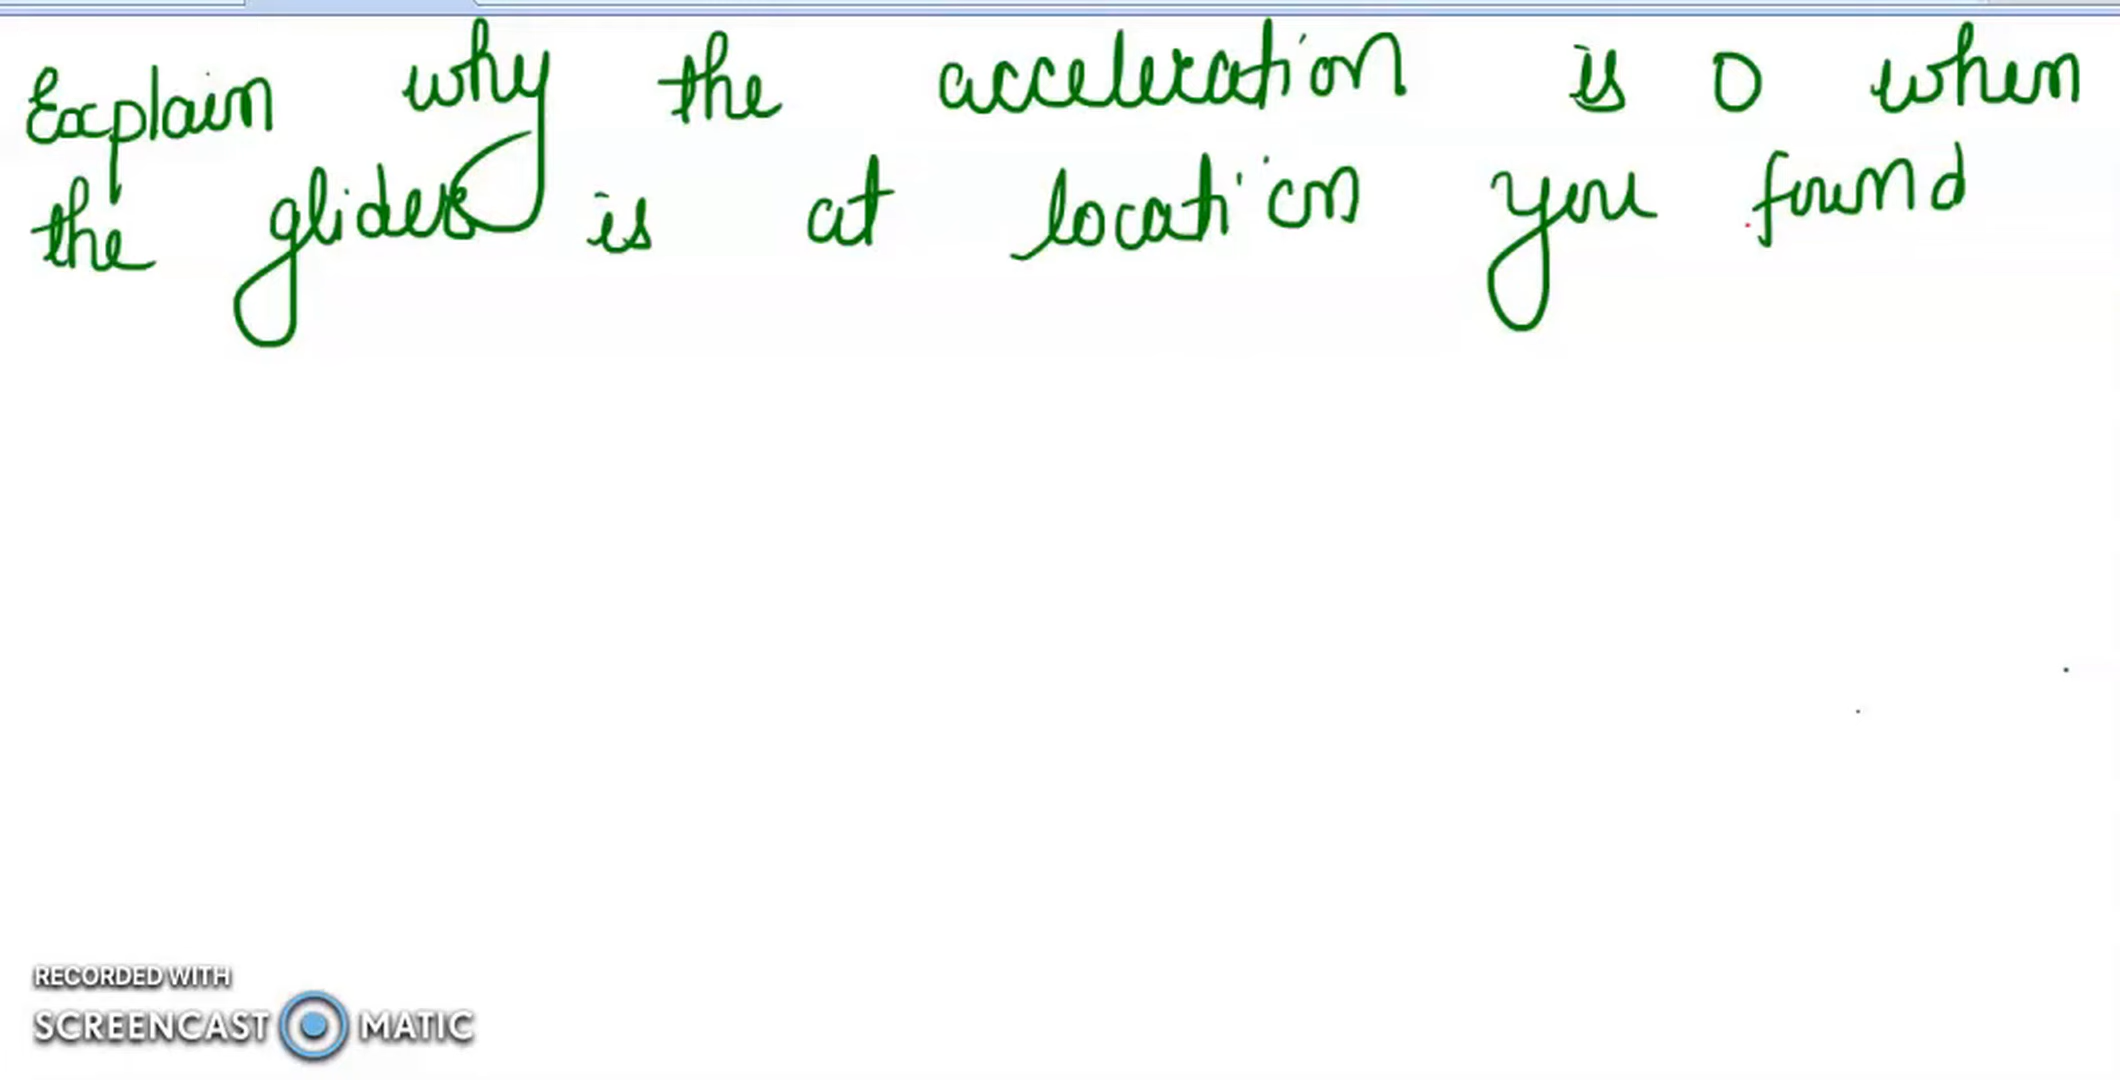 Explain why the acceleration is 0 when
the glider is at location you found
RECORDED WITH
SCREENCAST MATIC